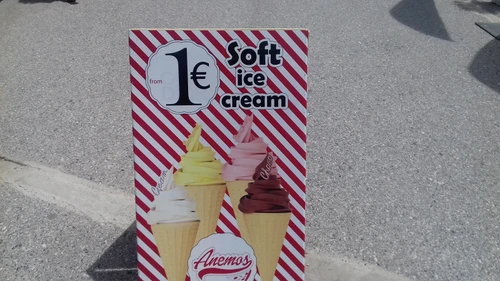 from 1€
Soft
ice
cream
Anemos